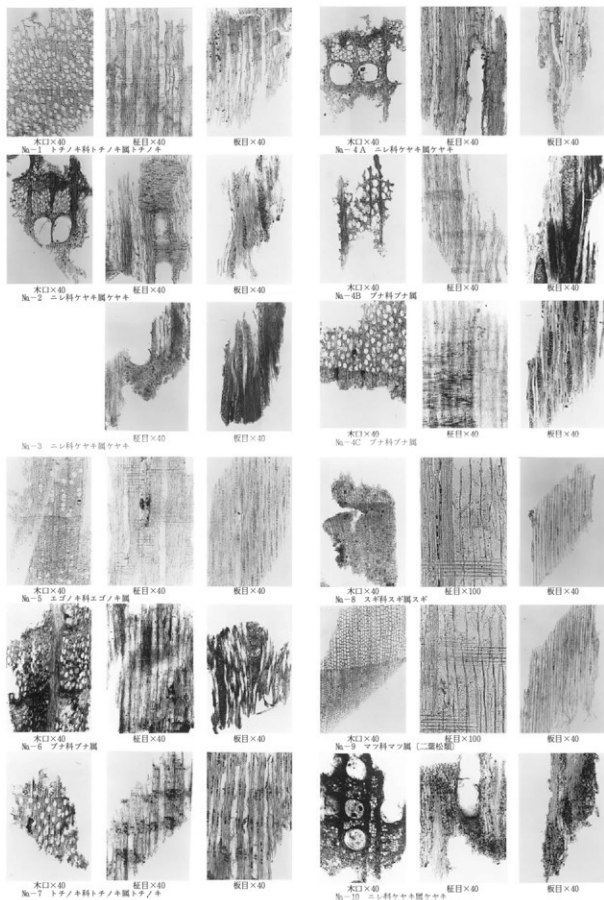 木口×40 柾目×40 板目×40
№-1 トチノキ科トチノキ属トチノキ
木口×40 柾目×40 板目×40
№-2 ニレ科ケヤキ属ケヤキ
柾目×40 板目×40
№-3 ニレ科ケヤキ属ケヤキ
木口×40 柾目×40 板目×40
№-5 エゴノキ科エゴノキ属
木口×40 柾目×40 板目×40
№-6 ブナ科ブナ属
木口×40 柾目×40 板目×40
№-7 トチノキ科トチノキ属トチノキ
木口×40 柾目×40 板目×40
№-4A ニレ科ケヤキ属ケヤキ
木口×40 柾目×40 板目×40
№-4B ブナ科ブナ属
木口×40 柾目×40 板目×40
№-4C ブナ科ブナ属
木口×40 柾目×100 板目×40
№-8 スギ科スギ属スギ
木口×40 柾目×100 板目×40
№-9 マツ科マツ属〔二葉松類〕
木口×40 柾目×40 板目×40
№-10 ニレ科ケヤキ属ケヤキ